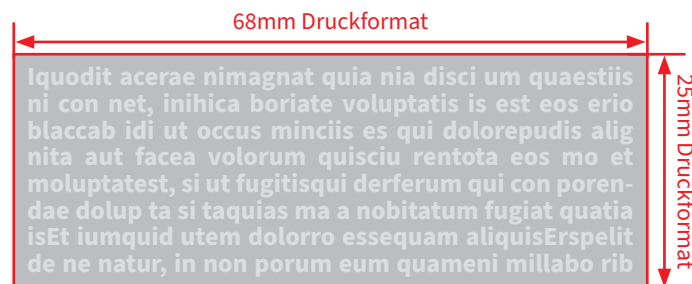 68mm Druckformat
Iquodit acerae nimagnat quia nia disci um quaestiis
ni con net, inihica boriate voluptatis is est eos erio
blaccab idi ut occus minciis es qui dolorepudis alig
nita aut facea volorum quisciu rentota eos mo et
moluptatest, si ut fugitisqui derferum qui con poren-
dae dolup ta si taquias ma a nobitatum fugiat quatia
isEt iumquid utem dolorro essequam aliquisErspelit
de ne natur, in non porum eum quameni millabo rib
25mm Druckformat